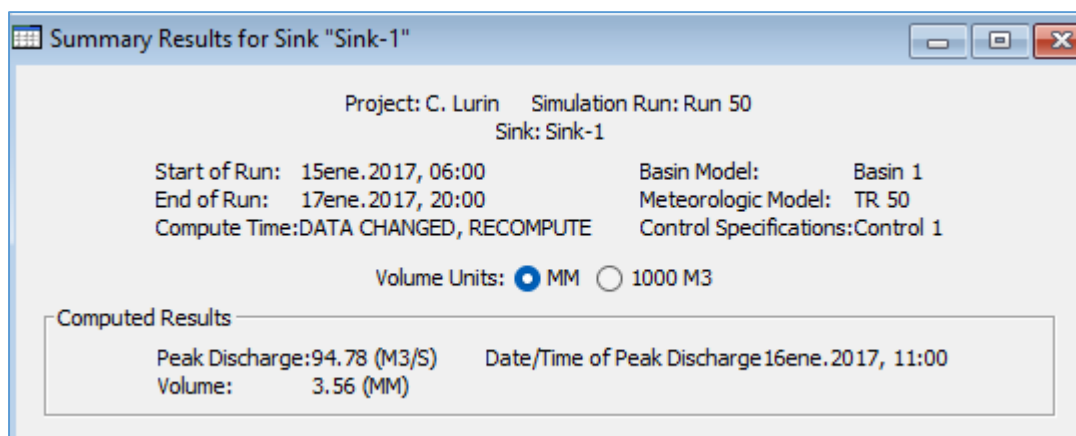 Summary Results for Sink "Sink-1"
Project: C. Lurin Simulation Run: Run 50
Sink: Sink-1
Start of Run: 15ene.2017, 06:00 Basin Model: Basin 1
End of Run: 17ene.2017, 20:00 Meteorologic Model: TR 50
Compute Time:DATA CHANGED, RECOMPUTE Control Specifications:Control 1
Volume Units: MM 1000 M3
Computed Results
Peak Discharge:94.78 (M3/S) Date/Time of Peak Discharge16ene.2017, 11:00
Volume: 3.56 (MM)